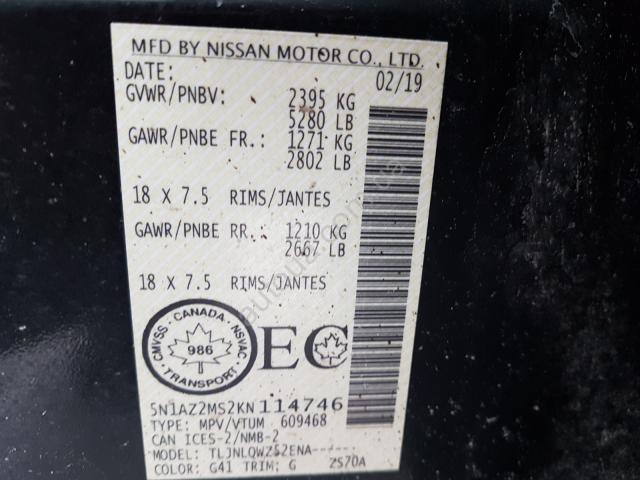 MFD BY NISSAN MOTOR CO., LTD.
DATE: 02/19
GVWR/PNBV: 2395 KG
5280 LB
GAWR/PNBE FR.: 1271 KG
2802 LB
18 X 7.5 RIMS/JANTES
GAWR/PNBE RR.: 1210 KG
2667 LB
18 X 7.5 RIMS/JANTES
CMVSS · CANADA · NSVAC
986
TRANSPORT
EC
5N1AZ2MS2KN114746
TYPE: MPV/VTUM 609468
CAN ICES-2/NMB-2
MODEL: TLJNLQWZ52ENA------
COLOR: G41 TRIM: G ZS70A